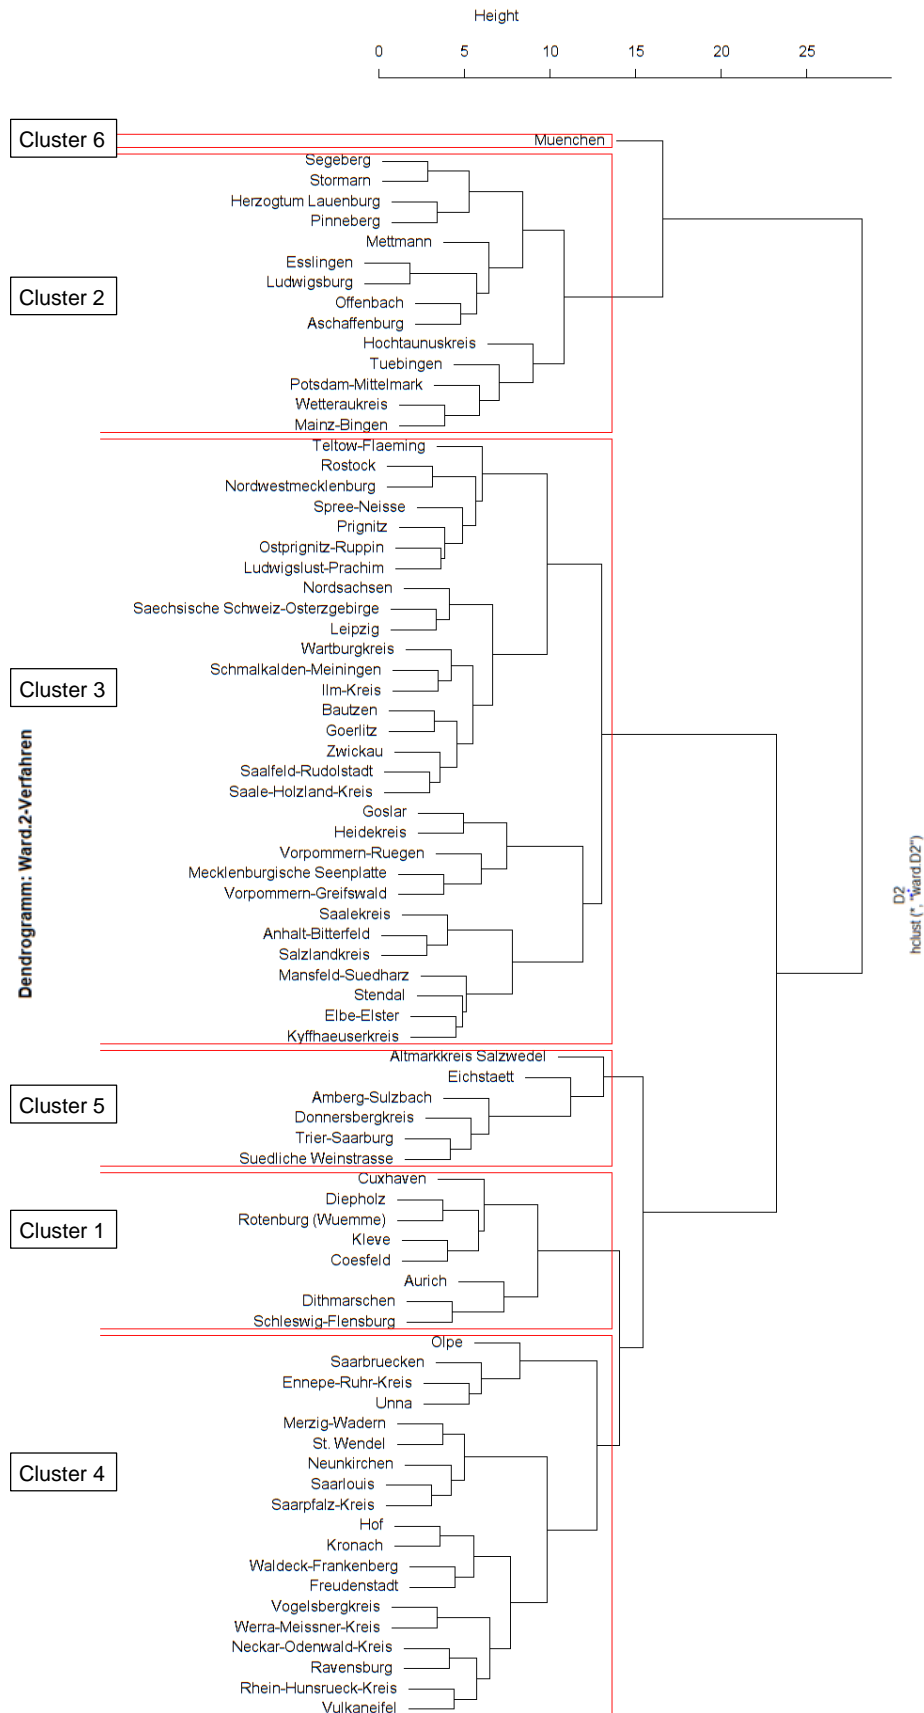 Height
0 5 10 15 20 25
Cluster 6
Muenchen
Segeberg
Stormarn
Herzogtum Lauenburg
Pinneberg
Mettmann
Esslingen
Ludwigsburg
Cluster 2
Offenbach
Aschaffenburg
Hochtaunuskreis
Tuebingen
Potsdam-Mittelmark
Wetteraukreis
Mainz-Bingen
Teltow-Flaeming
Rostock
Nordwestmecklenburg
Spree-Neisse
Prignitz
Ostprignitz-Ruppin
Ludwigslust-Prachim
Nordsachsen
Saechsische Schweiz-Osterzgebirge
Leipzig
Wartburgkreis
Schmalkalden-Meiningen
Cluster 3
Ilm-Kreis
Bautzen
Goerlitz
Zwickau
Saalfeld-Rudolstadt
Saale-Holzland-Kreis
Goslar
Heidekreis
Vorpommern-Ruegen
Mecklenburgische Seenplatte
Vorpommern-Greifswald
Saalekreis
Anhalt-Bitterfeld
Salzlandkreis
Mansfeld-Suedharz
Stendal
Elbe-Elster
Kyffhaeuserkreis
Dendrogramm: Ward.2-Verfahren
D2
hclust (*, "ward.D2")
Altmarkkreis Salzwedel
Eichstaett
Cluster 5
Amberg-Sulzbach
Donnersbergkreis
Trier-Saarburg
Suedliche Weinstrasse
Cuxhaven
Diepholz
Cluster 1
Rotenburg (Wuemme)
Kleve
Coesfeld
Aurich
Dithmarschen
Schleswig-Flensburg
Olpe
Saarbruecken
Ennepe-Ruhr-Kreis
Unna
Merzig-Wadern
St. Wendel
Neunkirchen
Cluster 4
Saarlouis
Saarpfalz-Kreis
Hof
Kronach
Waldeck-Frankenberg
Freudenstadt
Vogelsbergkreis
Werra-Meissner-Kreis
Neckar-Odenwald-Kreis
Ravensburg
Rhein-Hunsrueck-Kreis
Vulkaneifel